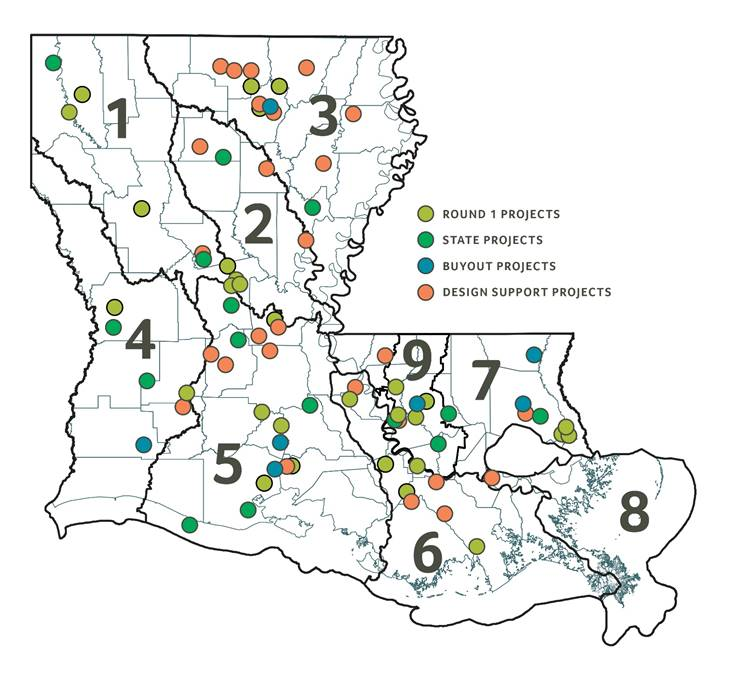 1
3
2
ROUND 1 PROJECTS
STATE PROJECTS
BUYOUT PROJECTS
DESIGN SUPPORT PROJECTS
4
9
7
5
8
6